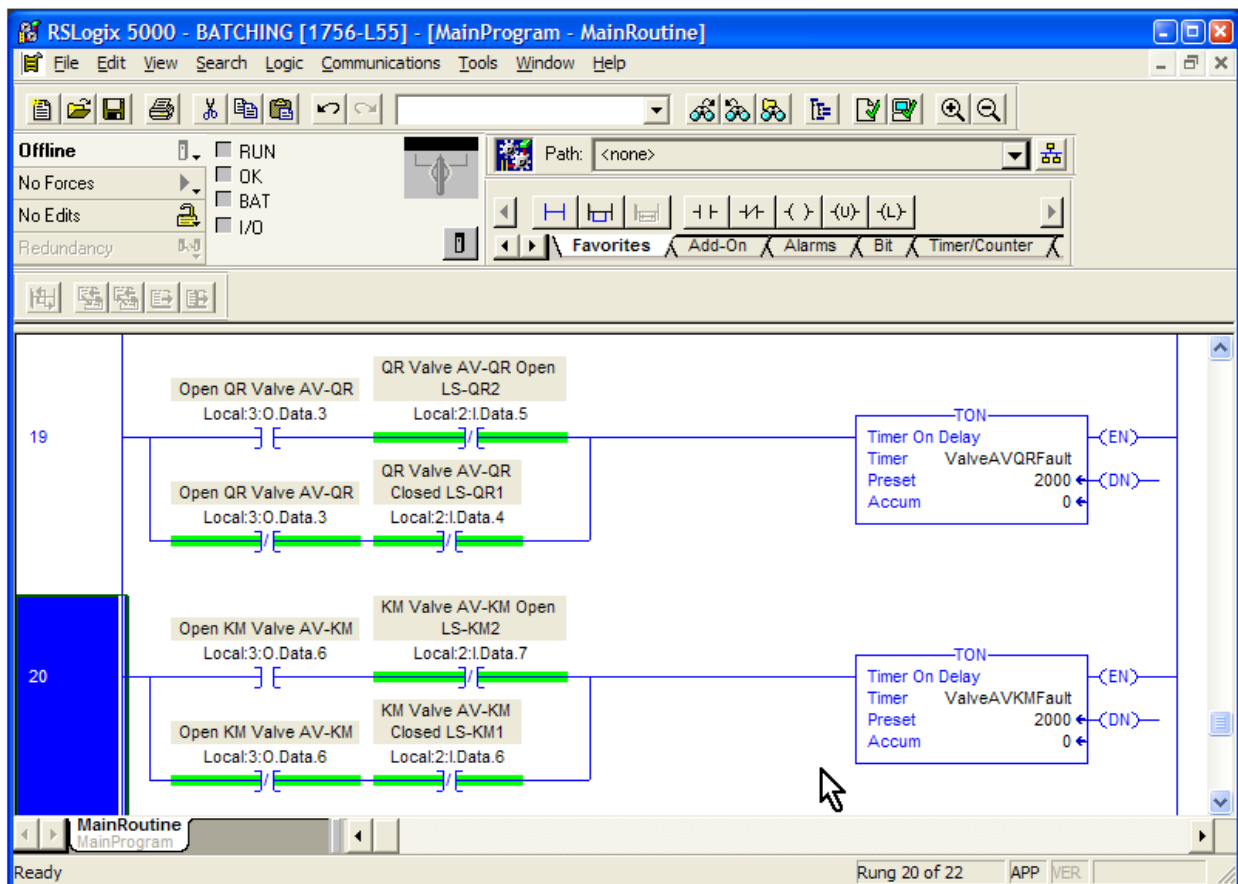 RSLogix 5000 - BATCHING [1756-L55] - [MainProgram - MainRoutine]
File Edit View Search Logic Communications Tools Window Help
Offline
RUN
Path: <none>
No Forces
OK
No Edits
BAT
I/O
Redundancy
(U)
(L)
Favorites Add-On Alarms Bit Timer/Counter
QR Valve AV-QR Open
Open QR Valve AV-QR
LS-QR2
Local:3:O.Data.3
Local:2:I.Data.5
TON
19
Timer On Delay
(EN)
Timer ValveAVQRFault
QR Valve AV-QR
Preset 2000
(DN)
Open QR Valve AV-QR
Closed LS-QR1
Accum 0
Local:3:O.Data.3
Local:2:I.Data.4
KM Valve AV-KM Open
Open KM Valve AV-KM
LS-KM2
Local:3:O.Data.6
Local:2:I.Data.7
TON
20
Timer On Delay
(EN)
Timer ValveAVKMFault
KM Valve AV-KM
Preset 2000
(DN)
Open KM Valve AV-KM
Closed LS-KM1
Accum 0
Local:3:O.Data.6
Local:2:I.Data.6
MainRoutine
MainProgram
Ready
Rung 20 of 22
APP
VER